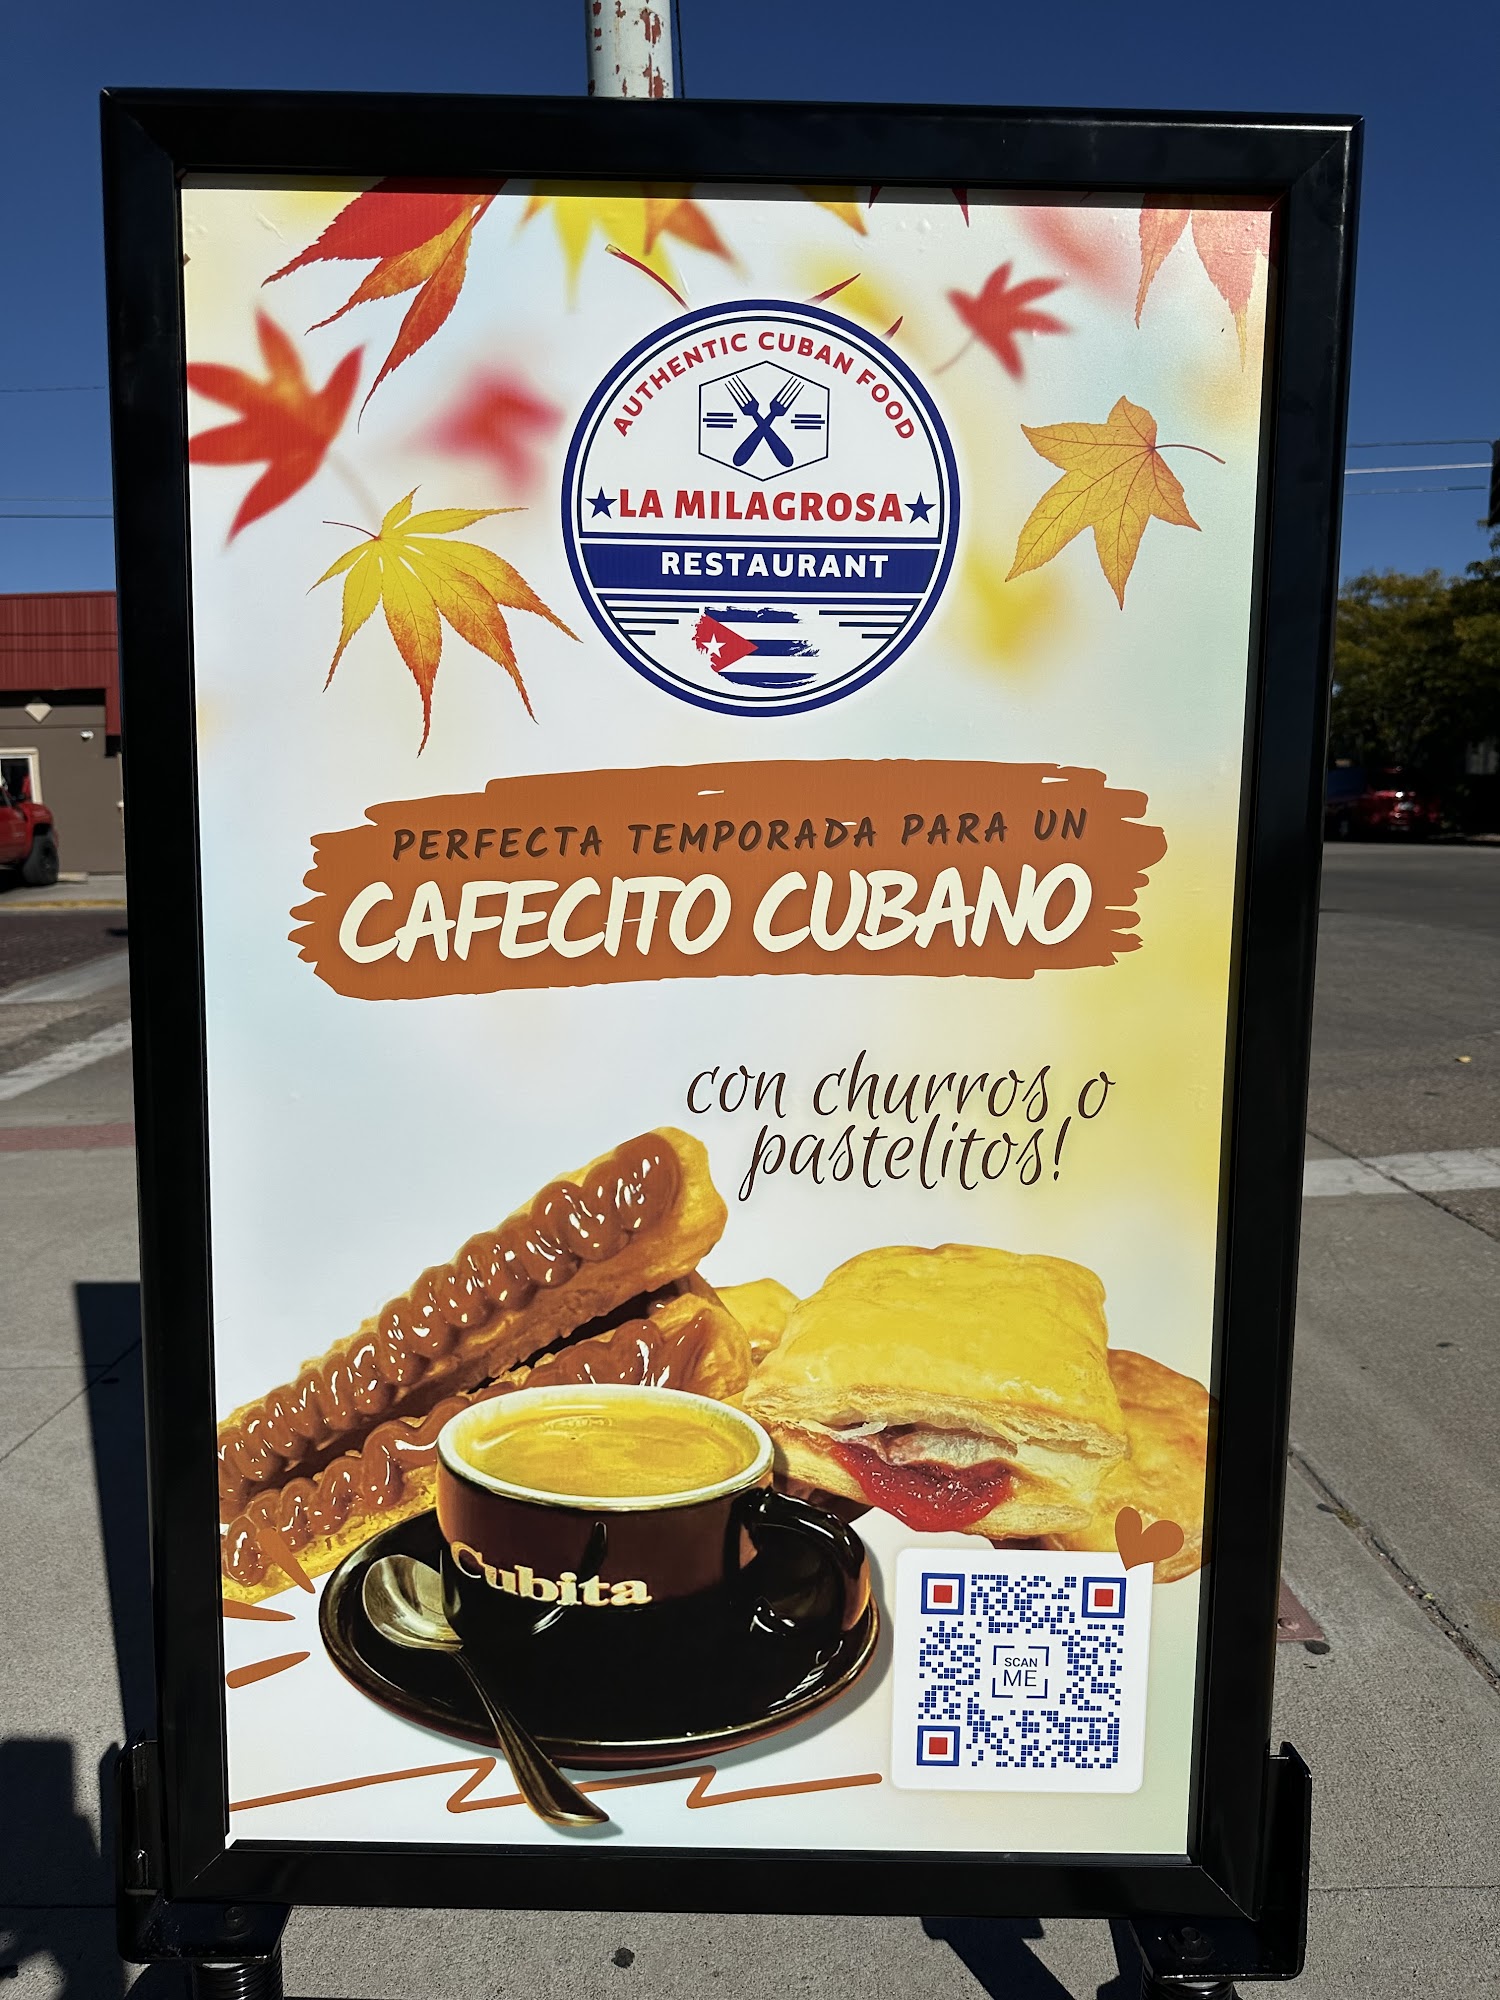 AUTHENTIC CUBAN FOOD
LA MILAGROSA
RESTAURANT
PERFECTA TEMPORADA PARA UN
CAFECITO CUBANO
con churros o
pastelitos!
Cubita
SCAN
ME